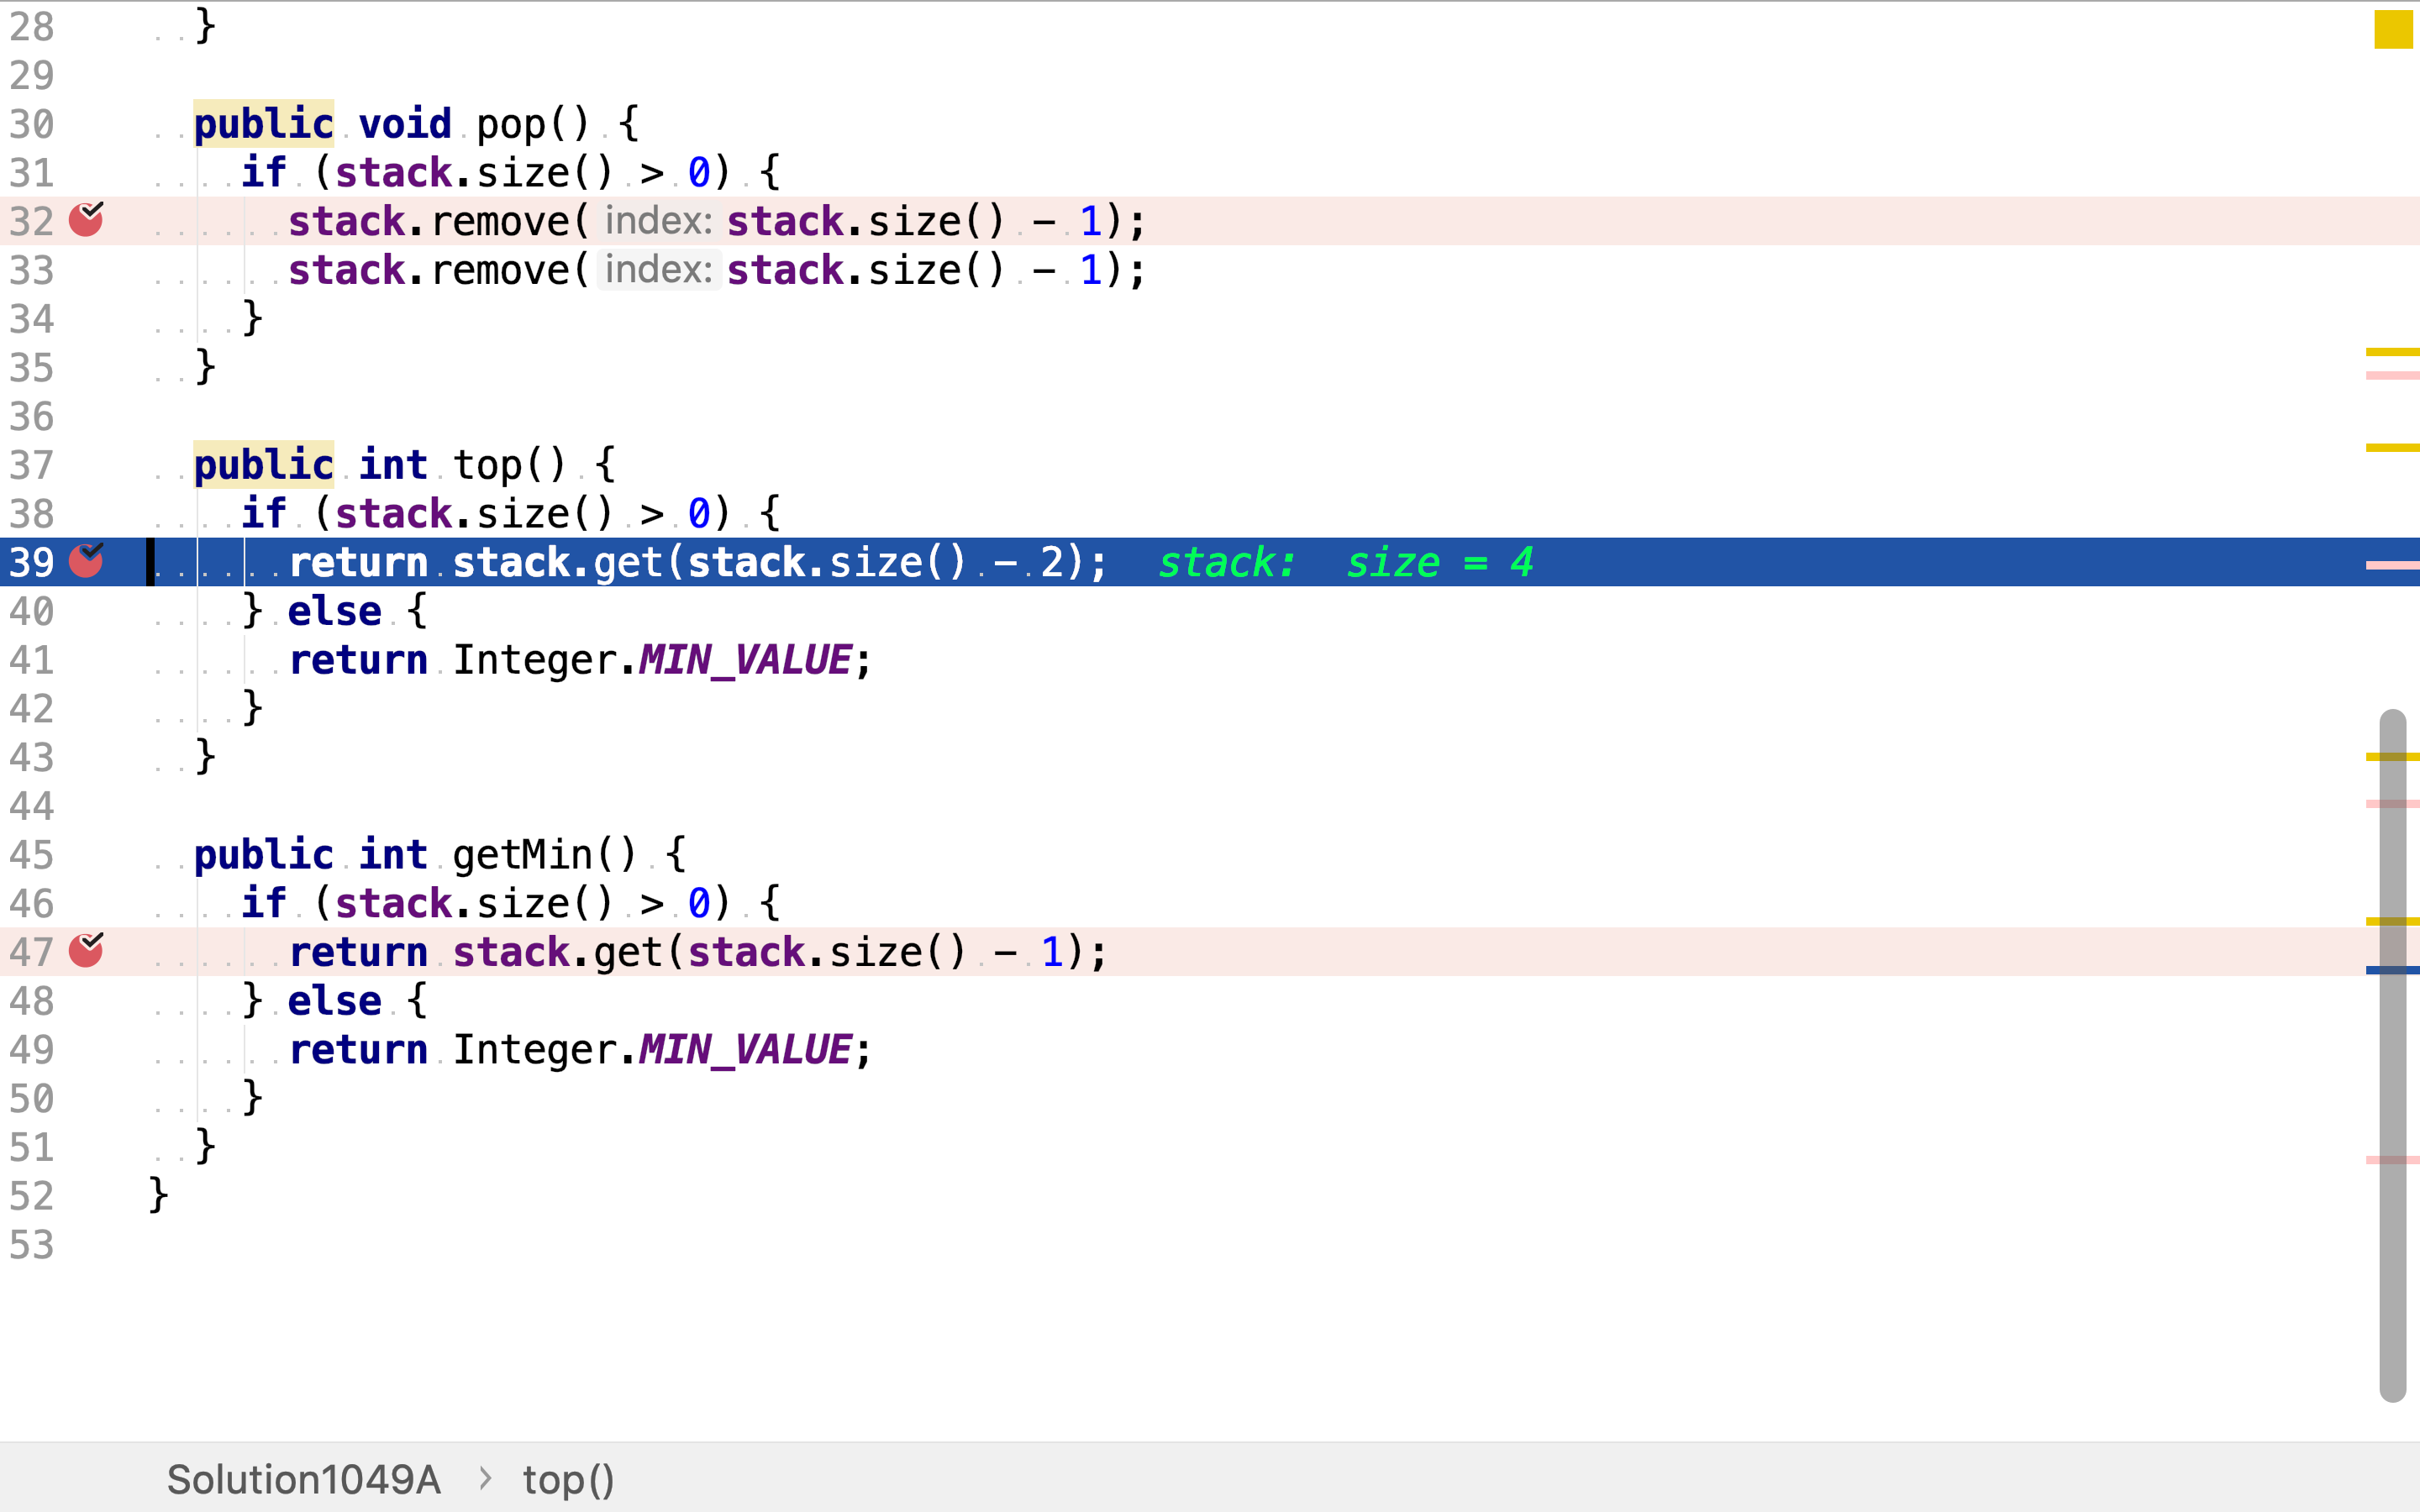 28 }
29
30 public void pop() {
31 if (stack.size() > 0) {
32 stack.remove( index: stack.size() - 1);
33 stack.remove( index: stack.size() - 1);
34 }
35 }
36
37 public int top() {
38 if (stack.size() > 0) {
39 return stack.get(stack.size() - 2); stack: size = 4
40 } else {
41 return Integer.MIN_VALUE;
42 }
43 }
44
45 public int getMin() {
46 if (stack.size() > 0) {
47 return stack.get(stack.size() - 1);
48 } else {
49 return Integer.MIN_VALUE;
50 }
51 }
52 }
53
Solution1049A › top()